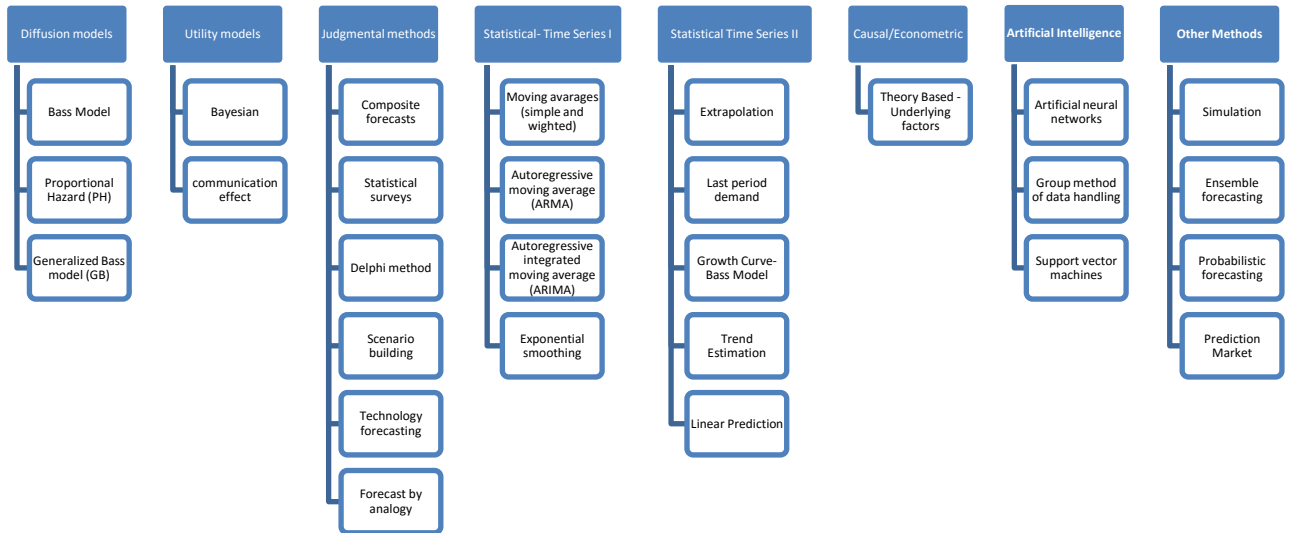 Diffusion models
Bass Model
Proportional
Hazard (PH)
Generalized Bass
model (GB)
Utility models
Bayesian
communication
effect
Judgmental methods
Composite
forecasts
Statistical
surveys
Delphi method
Scenario
building
Technology
forecasting
Forecast by
analogy
Statistical- Time Series I
Moving avarages
(simple and
wighted)
Autoregressive
moving average
(ARMA)
Autoregressive
integrated
moving average
(ARIMA)
Exponential
smoothing
Statistical Time Series II
Extrapolation
Last period
demand
Growth Curve-
Bass Model
Trend
Estimation
Linear Prediction
Causal/Econometric
Theory Based -
Underlying
factors
Artificial Intelligence
Artificial neural
networks
Group method
of data handling
Support vector
machines
Other Methods
Simulation
Ensemble
forecasting
Probabilistic
forecasting
Prediction
Market